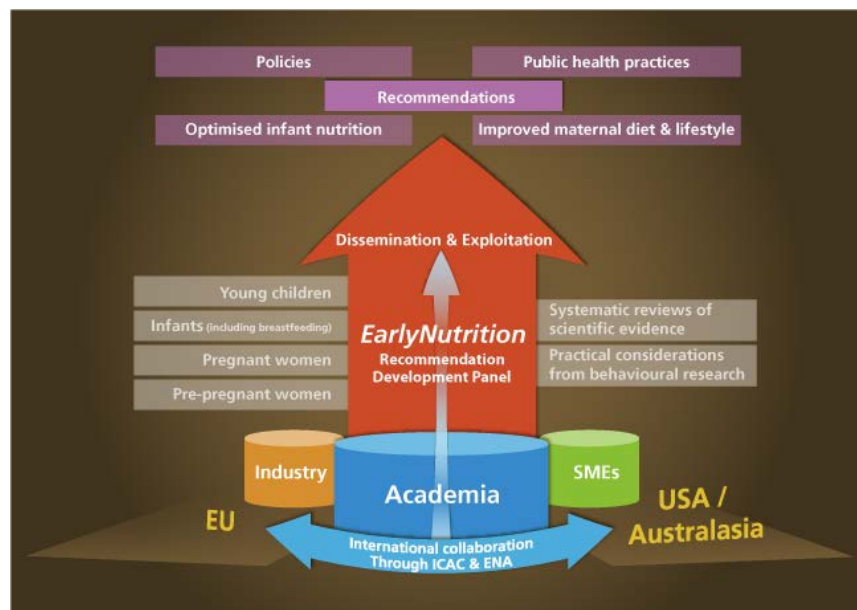 Policies
Public health practices
Recommendations
Optimised infant nutrition
Improved maternal diet & lifestyle
Dissemination & Exploitation
Young children
Infants (including breastfeeding)
Pregnant women
Pre-pregnant women
EarlyNutrition
Recommendation
Development Panel
Systematic reviews of
scientific evidence
Practical considerations
from behavioural research
Industry
Academia
SMEs
EU
USA /
Australasia
International collaboration
Through ICAC & ENA